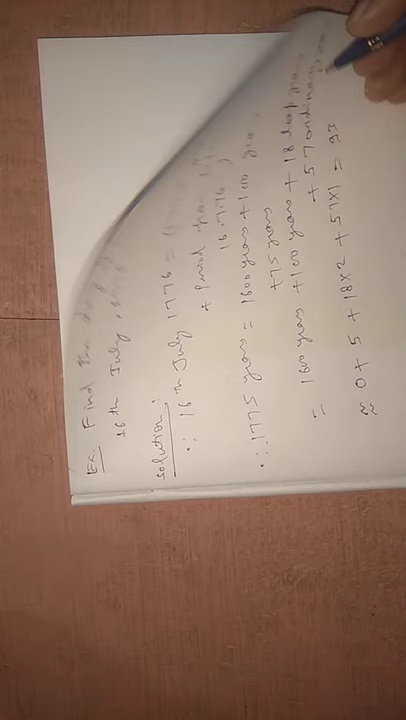 Ex. Find the
16th July,
Solution:
∵ 16th July 1776 =
+ Period from
16.7.1776
∴ 1775 years = 1600 years + 100 years
+ 75 years
= 1600 years + 100 years + 18 leap years
+ 57 ordinary
≈ 0 + 5 + 18×2 + 57×1 = 93